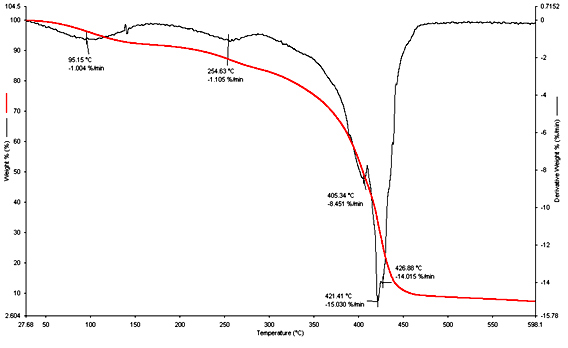 104.5
90
80
70
60
50
40
30
20
10
2.604
Weight % (%)
95.15 °C
-1.004 %/min
254.63 °C
-1.105 %/min
405.34 °C
-8.451 %/min
426.88 °C
-14.015 %/min
421.41 °C
-15.030 %/min
0.7152
0
-2
-4
-6
-8
-10
-12
-14
-15.78
Derivative Weight % (%/min)
27.68 50 100 150 200 250 300 350 400 450 500 550 598.1
Temperature (°C)